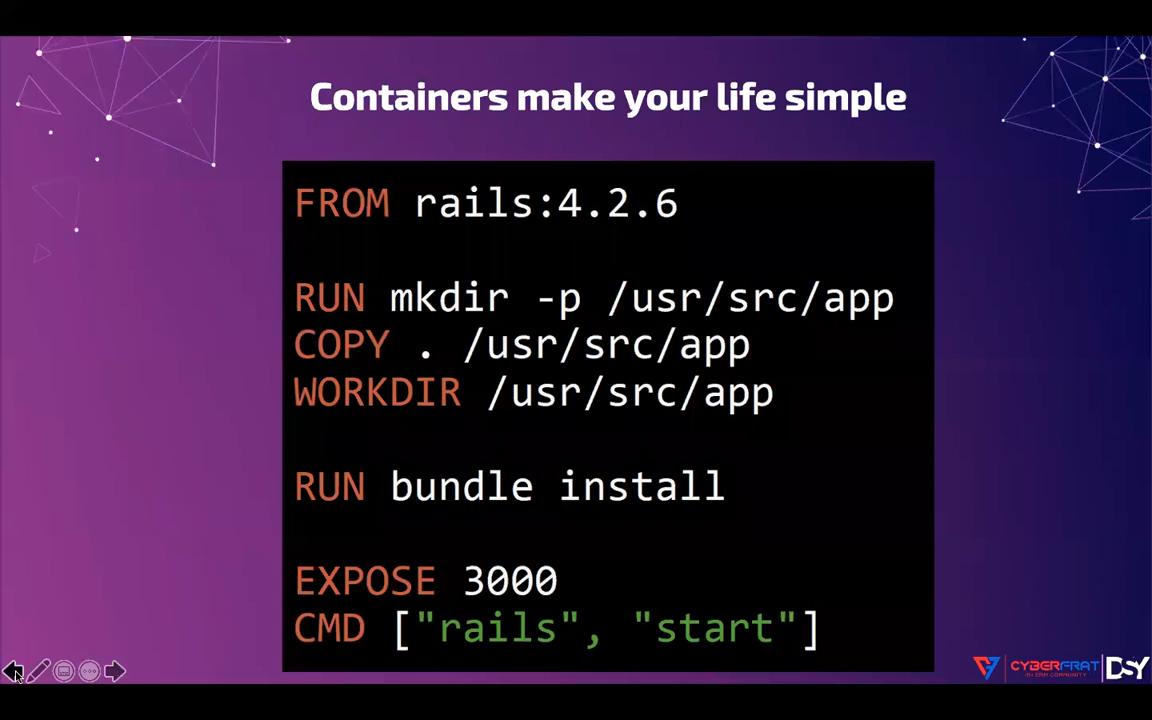 Containers make your life simple
FROM rails:4.2.6
RUN mkdir -p /usr/src/app
COPY . /usr/src/app
WORKDIR /usr/src/app
RUN bundle install
EXPOSE 3000
CMD ["rails", "start"]
CYBERFRAT
DSY